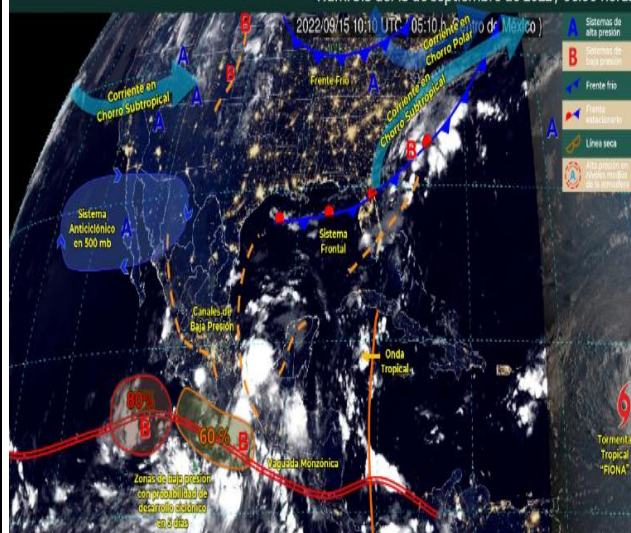 2022/09/15 10:10 UTC / 05:10 h. Centro de México )
A
Sistemas de
alta presión
B
Sistemas de
baja presión
Frente frío
Frente
estacionario
Línea seca
A
Alta presión en
Niveles medios
de la atmósfera
B
Corriente en
Chorro Polar
A
B
Frente Frío
A
Corriente en
Chorro Subtropical
A
A
Corriente en
Chorro Subtropical
B
A
Sistema
Anticiclónico
en 500 mb
A
Sistema
Frontal
Canales de
Baja Presión
Onda
Tropical
80%
B
60%
B
Vaguada Monzónica
Zonas de baja presión
con probabilidad de
desarrollo ciclónico
en 5 días
Tormenta
Tropical
"FIONA"